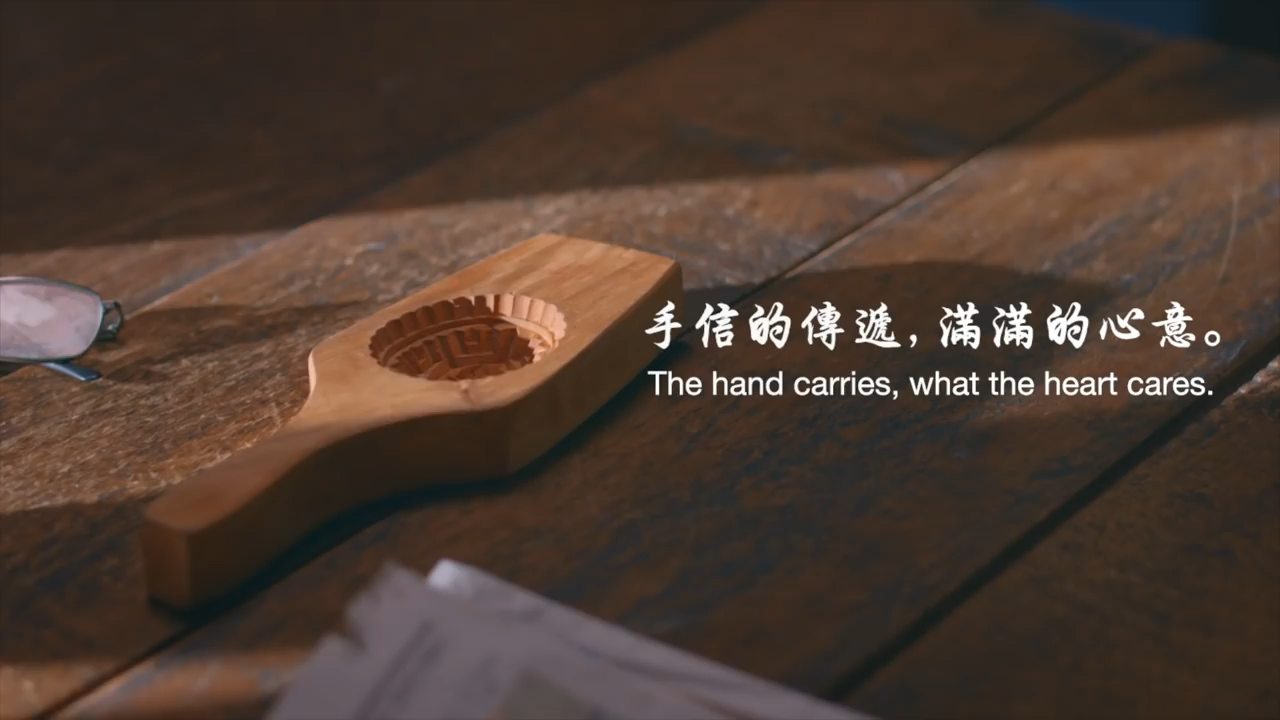 手信的傳遞，滿滿的心意。
The hand carries, what the heart cares.